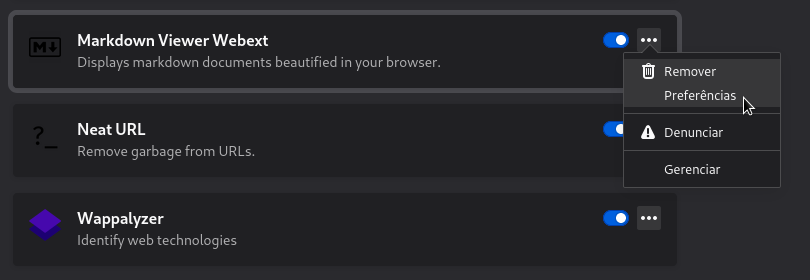 Markdown Viewer Webext
Displays markdown documents beautified in your browser.
Remover
Preferências
Neat URL
Remove garbage from URLs.
Denunciar
Gerenciar
Wappalyzer
Identify web technologies